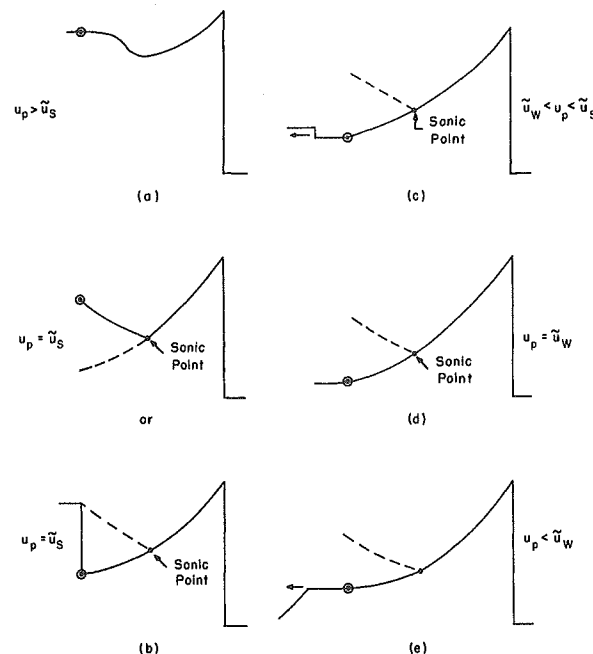 u_p > ũ_S
(a)
Sonic
Point
ũ_W < u_p < ũ_S
(c)
u_p = ũ_S
Sonic
Point
or
Sonic
Point
u_p = ũ_W
(d)
u_p = ũ_S
Sonic
Point
(b)
u_p < ũ_W
(e)